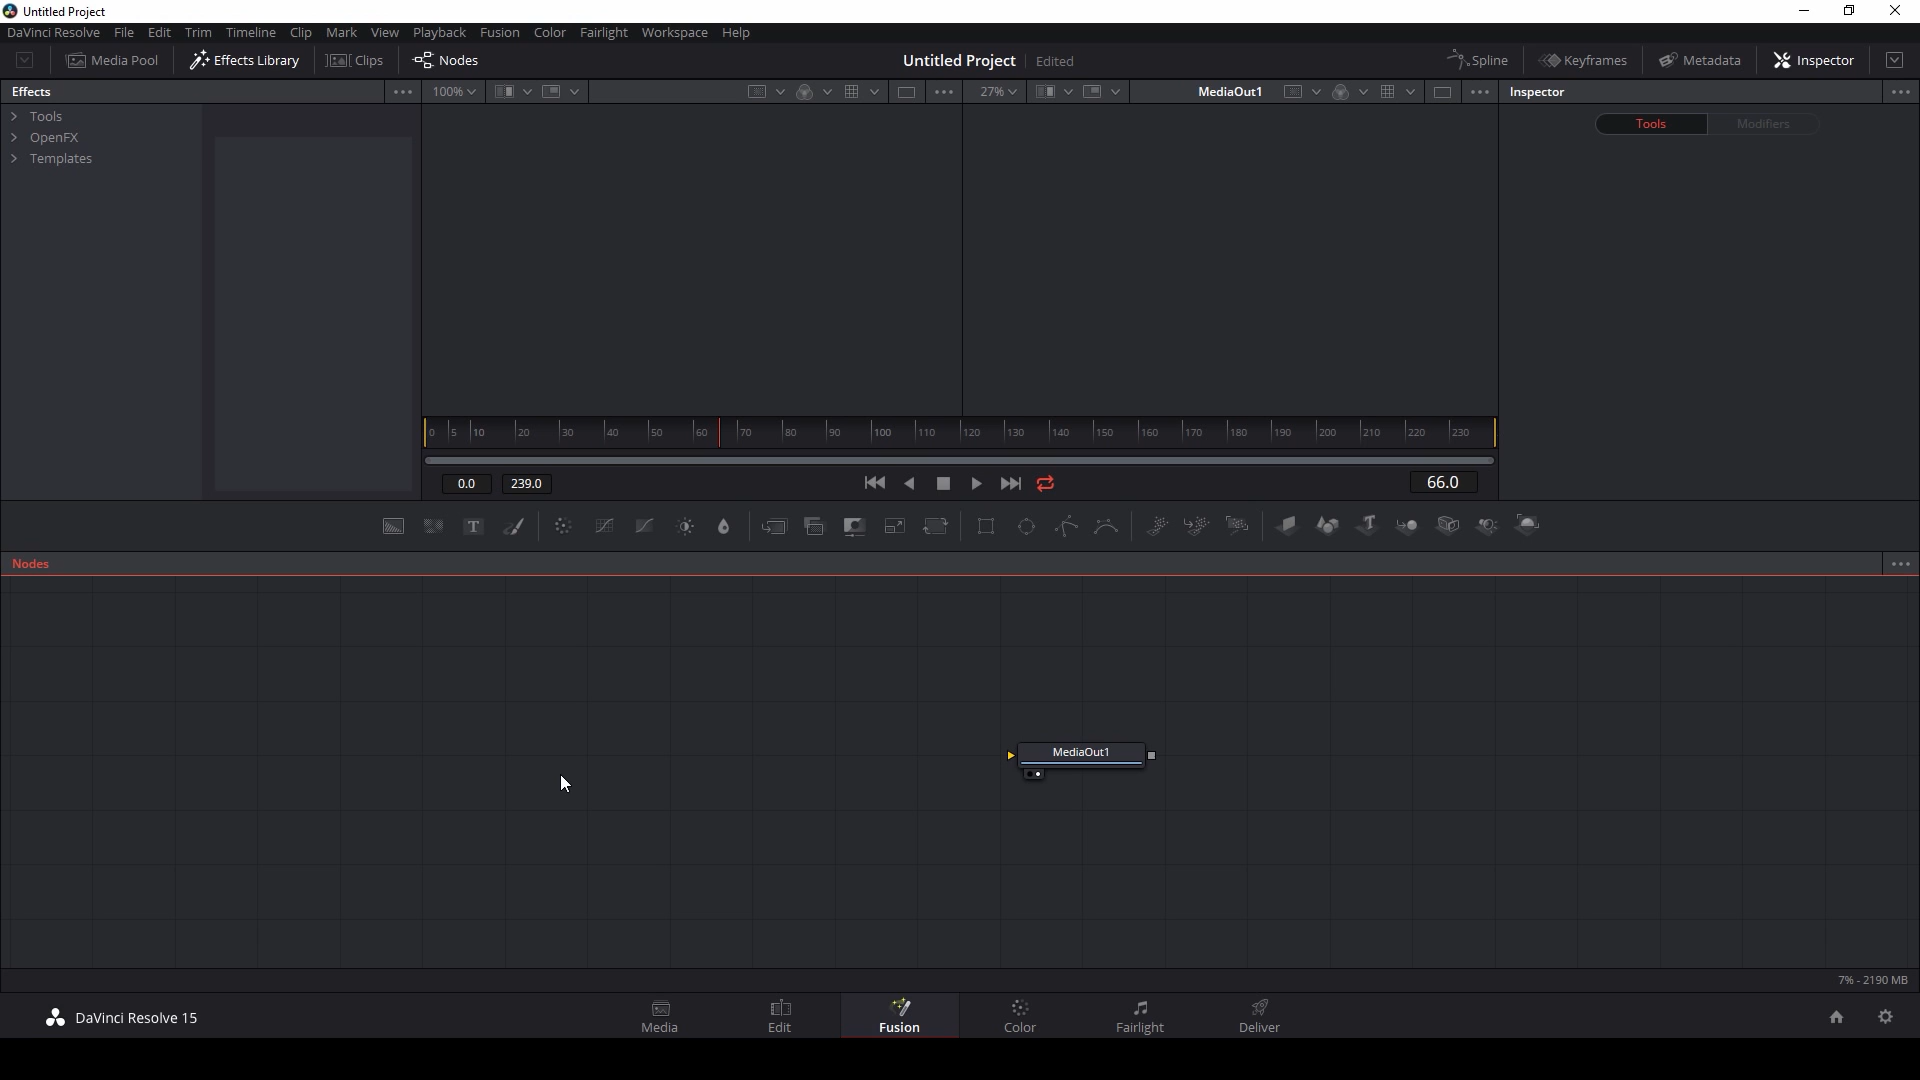 Untitled Project
DaVinci Resolve File Edit Trim Timeline Clip Mark View Playback Fusion Color Fairlight Workspace Help
Media Pool Effects Library Clips Nodes Untitled Project Edited Spline Keyframes Metadata Inspector
Effects 100% 27% MediaOut1 Inspector
Tools
OpenFX
Templates
Tools Modifiers
0 5 10 20 30 40 50 60 70 80 90 100 110 120 130 140 150 160 170 180 190 200 210 220 230
0.0 239.0 66.0
T T
Nodes
MediaOut1
7% - 2190 MB
DaVinci Resolve 15 Media Edit Fusion Color Fairlight Deliver